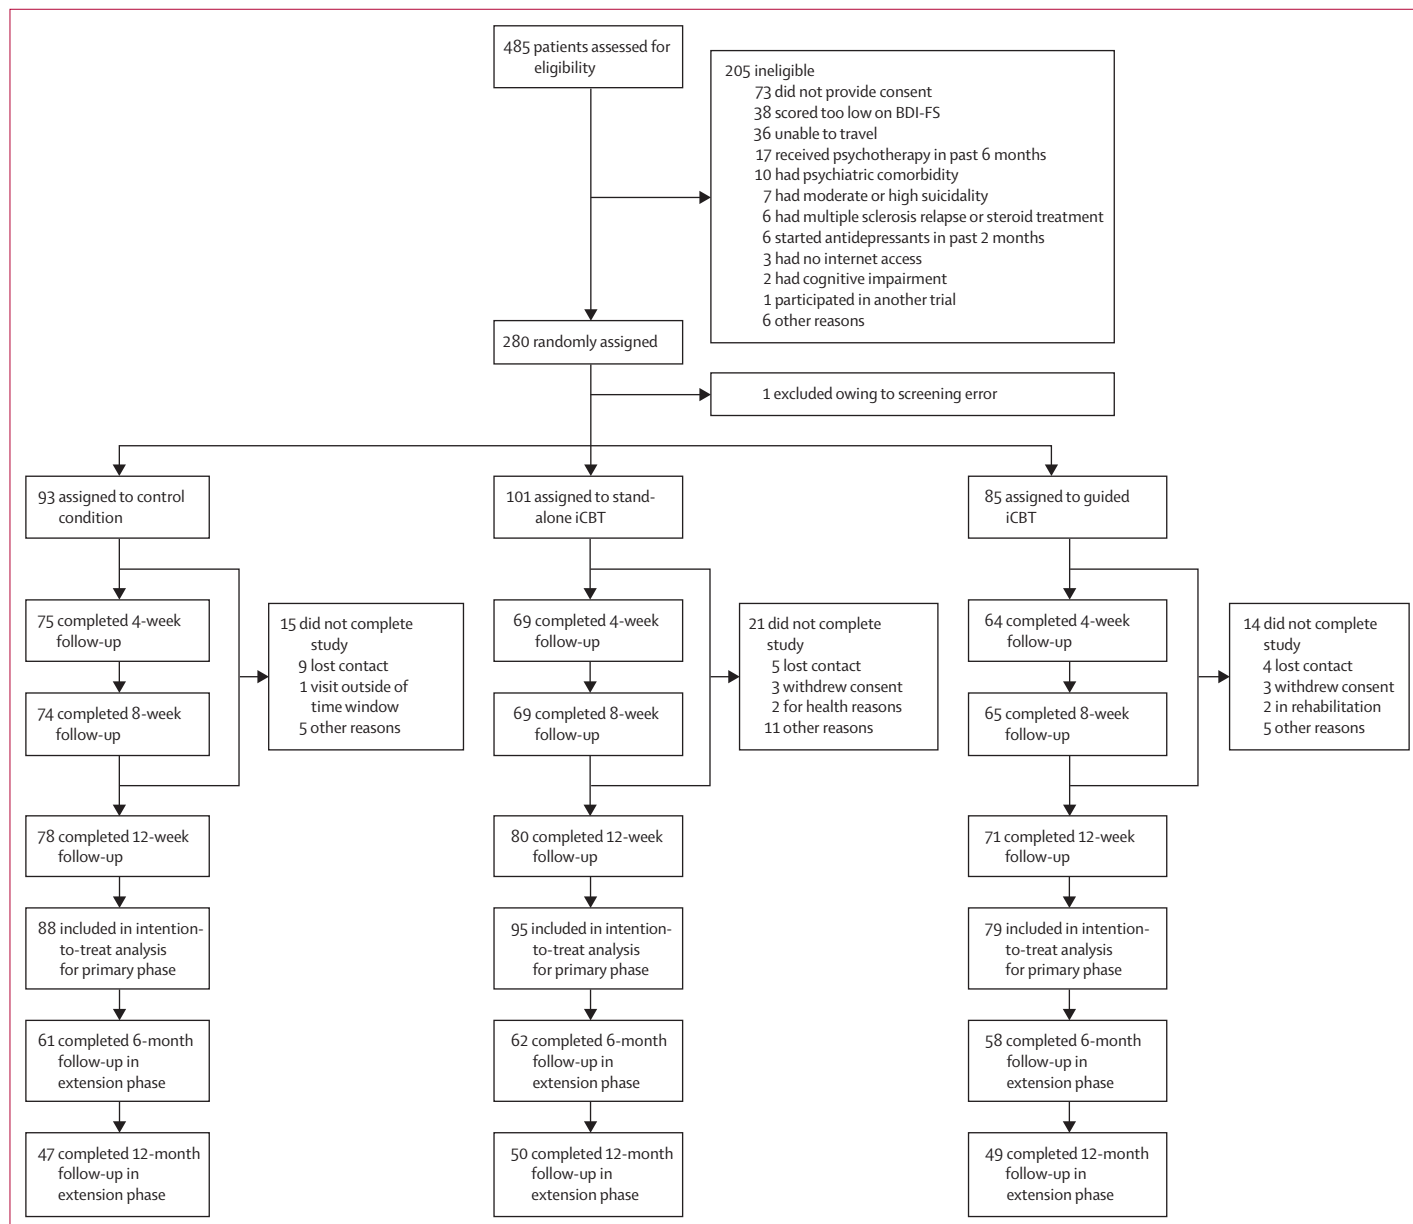 485 patients assessed for
eligibility
205 ineligible
73 did not provide consent
38 scored too low on BDI-FS
36 unable to travel
17 received psychotherapy in past 6 months
10 had psychiatric comorbidity
7 had moderate or high suicidality
6 had multiple sclerosis relapse or steroid treatment
6 started antidepressants in past 2 months
3 had no internet access
2 had cognitive impairment
1 participated in another trial
6 other reasons
280 randomly assigned
1 excluded owing to screening error
93 assigned to control
condition
101 assigned to stand-
alone iCBT
85 assigned to guided
iCBT
75 completed 4-week
follow-up
15 did not complete
study
9 lost contact
1 visit outside of
time window
5 other reasons
69 completed 4-week
follow-up
21 did not complete
study
5 lost contact
3 withdrew consent
2 for health reasons
11 other reasons
64 completed 4-week
follow-up
14 did not complete
study
4 lost contact
3 withdrew consent
2 in rehabilitation
5 other reasons
74 completed 8-week
follow-up
69 completed 8-week
follow-up
65 completed 8-week
follow-up
78 completed 12-week
follow-up
80 completed 12-week
follow-up
71 completed 12-week
follow-up
88 included in intention-
to-treat analysis
for primary phase
95 included in intention-
to-treat analysis
for primary phase
79 included in intention-
to-treat analysis
for primary phase
61 completed 6-month
follow-up in
extension phase
62 completed 6-month
follow-up in
extension phase
58 completed 6-month
follow-up in
extension phase
47 completed 12-month
follow-up in
extension phase
50 completed 12-month
follow-up in
extension phase
49 completed 12-month
follow-up in
extension phase